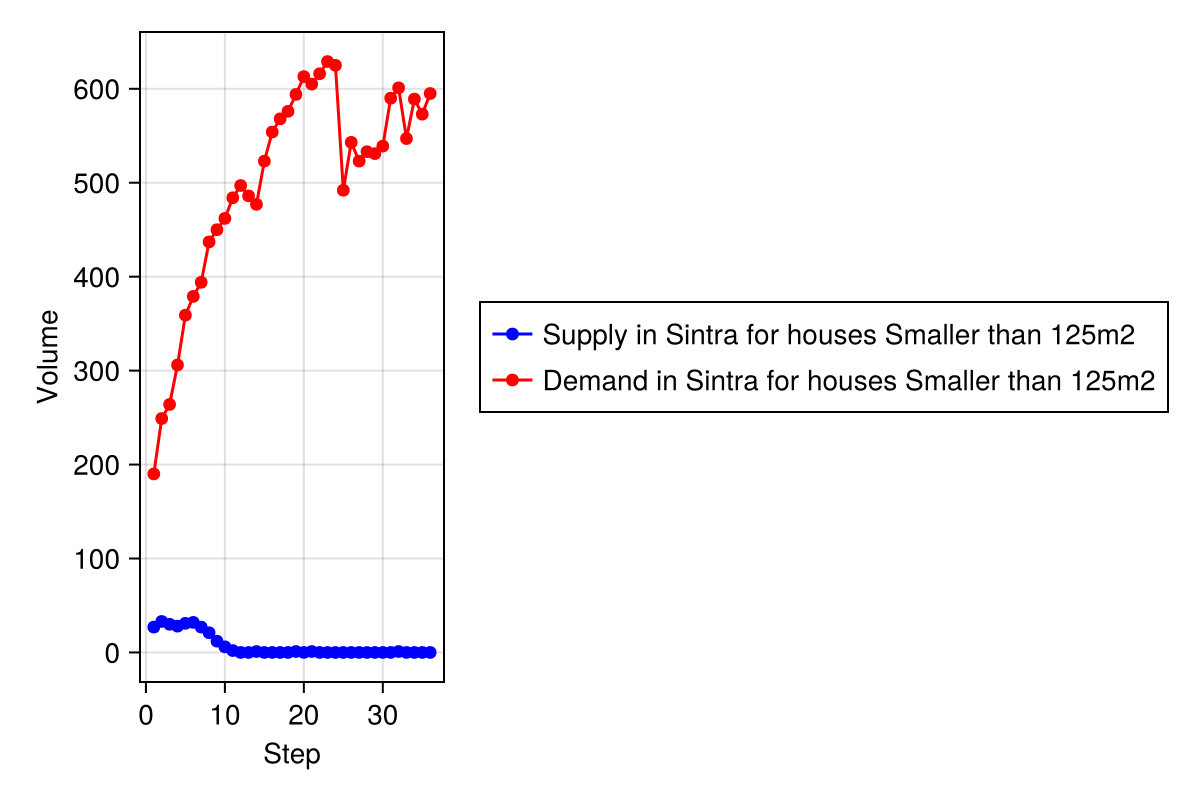 600
500
400
300
200
100
0
Volume
0 10 20 30
Step
Supply in Sintra for houses Smaller than 125m2
Demand in Sintra for houses Smaller than 125m2